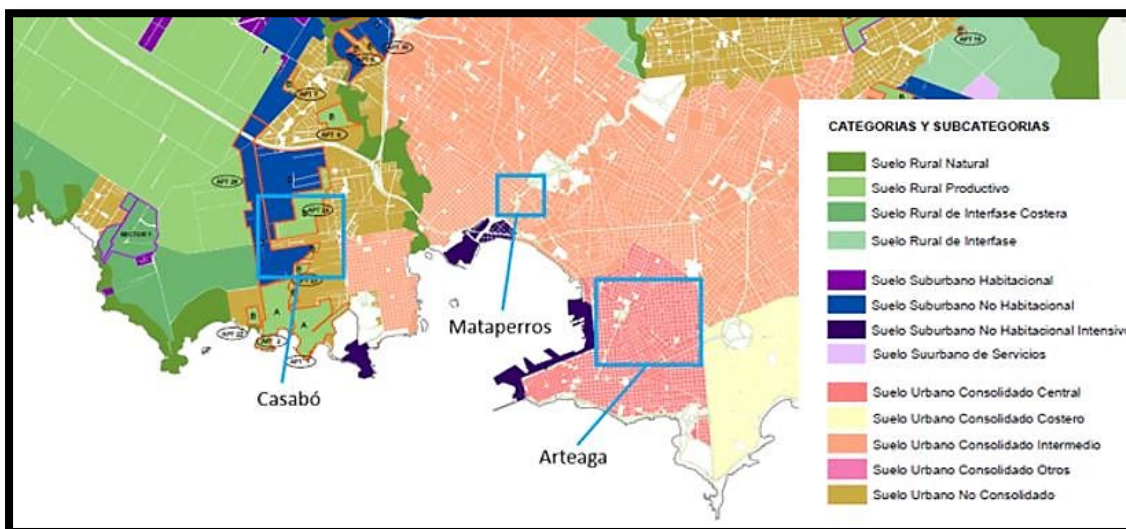 SECTOR 1
B
A
A
B
Casabó
Mataperros
Arteaga
CATEGORIAS Y SUBCATEGORIAS
Suelo Rural Natural
Suelo Rural Productivo
Suelo Rural de Interfase Costera
Suelo Rural de Interfase
Suelo Suburbano Habitacional
Suelo Suburbano No Habitacional
Suelo Suburbano No Habitacional Intensivo
Suelo Suurbano de Servicios
Suelo Urbano Consolidado Central
Suelo Urbano Consolidado Costero
Suelo Urbano Consolidado Intermedio
Suelo Urbano Consolidado Otros
Suelo Urbano No Consolidado